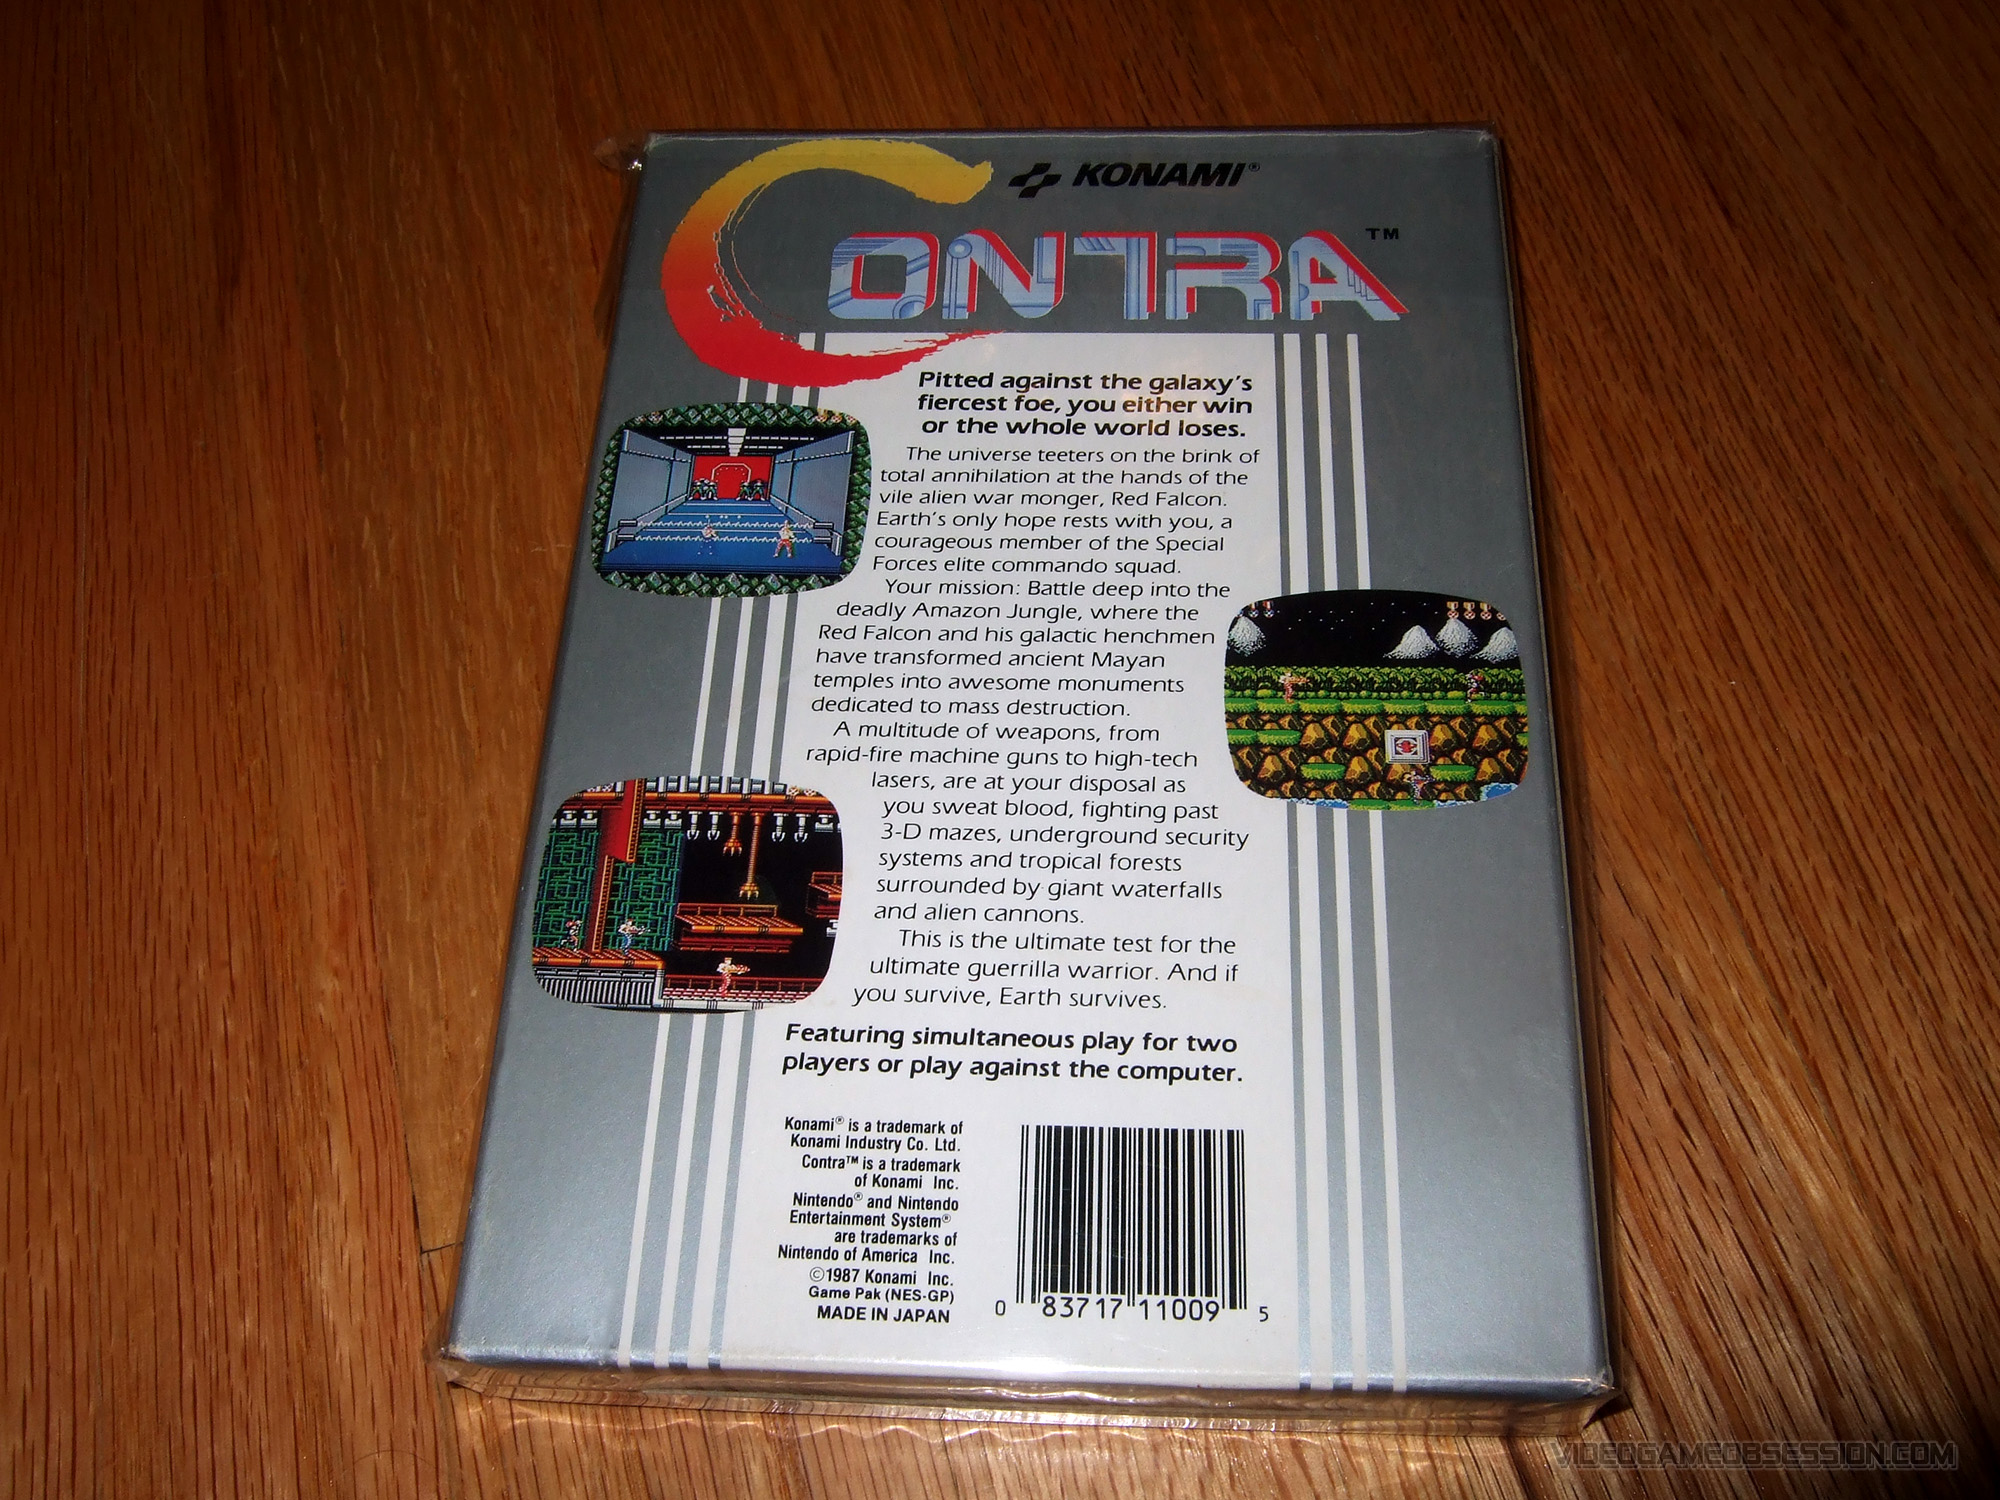 KONAMI®
CONTRA™
Pitted against the galaxy's
fiercest foe, you either win
or the whole world loses.
The universe teeters on the brink of
total annihilation at the hands of the
vile alien war monger, Red Falcon.
Earth's only hope rests with you, a
courageous member of the Special
Forces elite commando squad.
Your mission: Battle deep into the
deadly Amazon Jungle, where the
Red Falcon and his galactic henchmen
have transformed ancient Mayan
temples into awesome monuments
dedicated to mass destruction.
A multitude of weapons, from
rapid-fire machine guns to high-tech
lasers, are at your disposal as
you sweat blood, fighting past
3-D mazes, underground security
systems and tropical forests
surrounded by giant waterfalls
and alien cannons.
This is the ultimate test for the
ultimate guerrilla warrior. And if
you survive, Earth survives.
Featuring simultaneous play for two
players or play against the computer.
Konami® is a trademark of
Konami Industry Co. Ltd.
Contra™ is a trademark
of Konami Inc.
Nintendo® and Nintendo
Entertainment System®
are trademarks of
Nintendo of America Inc.
©1987 Konami Inc.
Game Pak (NES-GP)
MADE IN JAPAN
0 83717 11009 5
VIDEOGAMEOBSESSION.COM